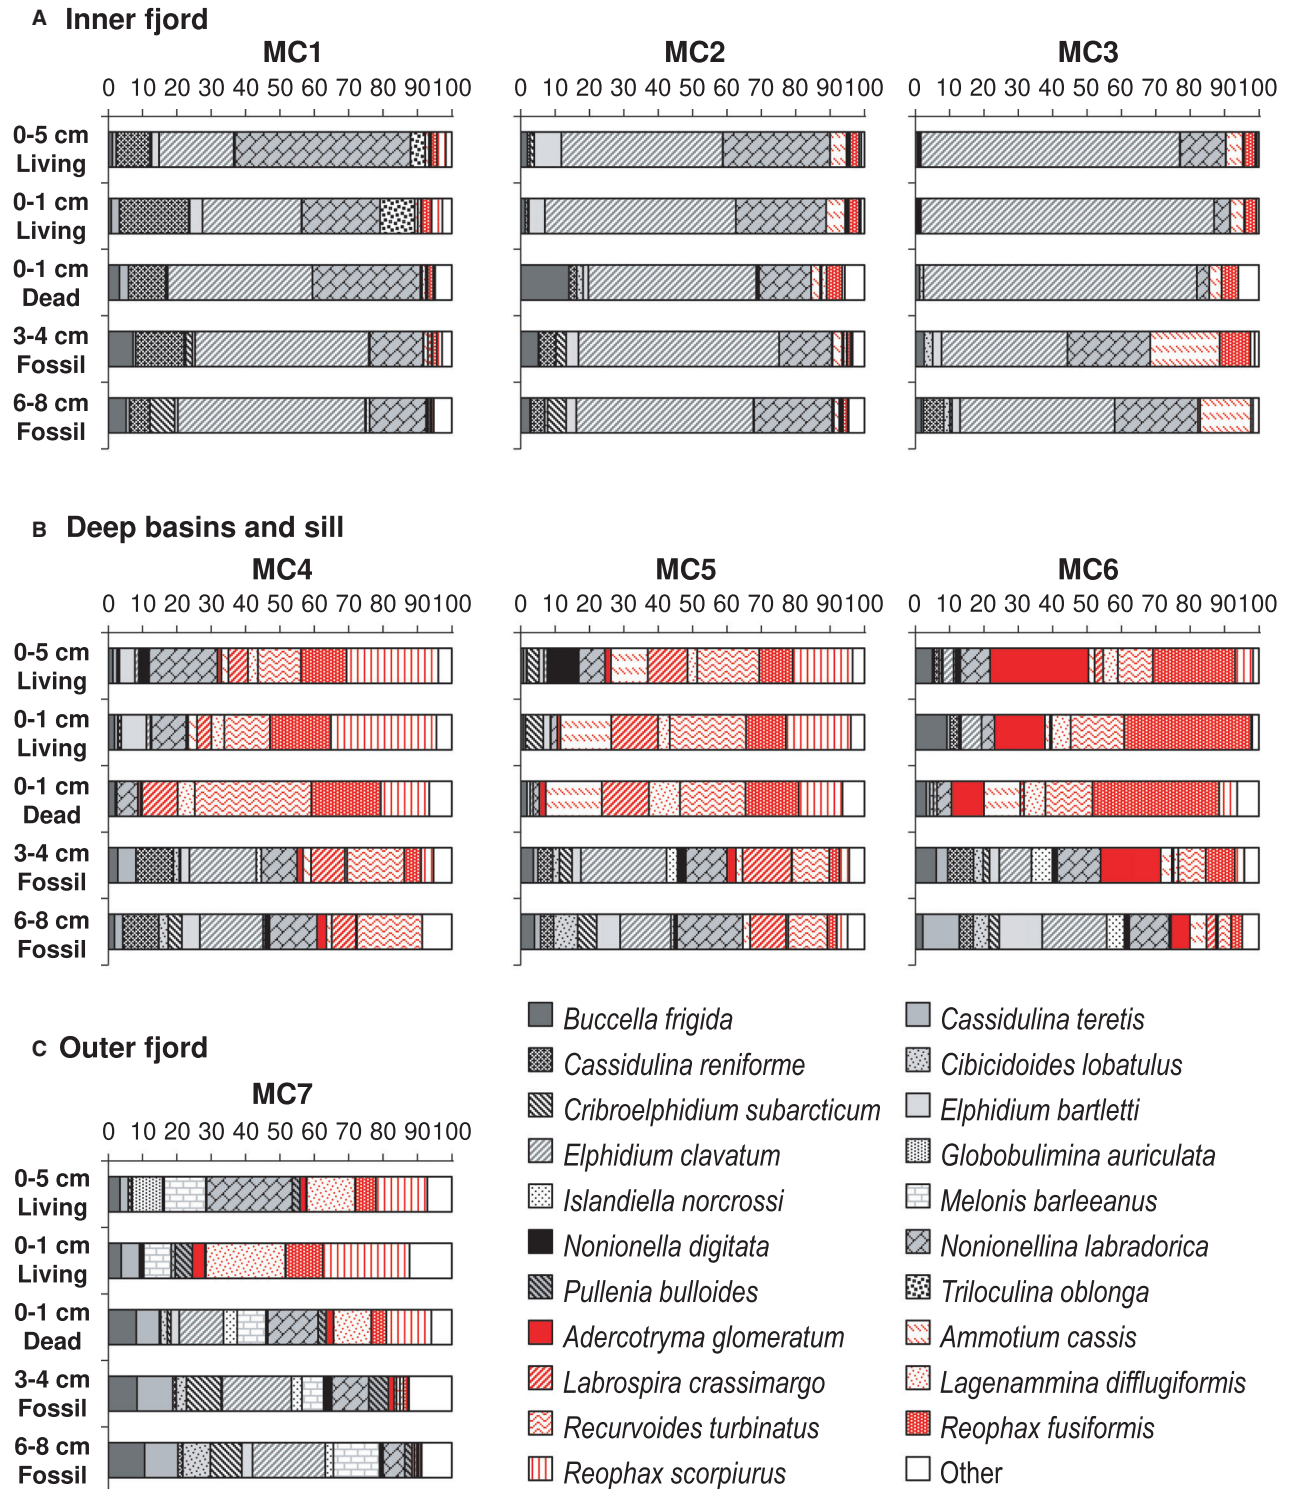 A Inner fjord
MC1 MC2 MC3
0 10 20 30 40 50 60 70 80 90 100 0 10 20 30 40 50 60 70 80 90 100 0 10 20 30 40 50 60 70 80 90 100
0-5 cm
Living
0-1 cm
Living
0-1 cm
Dead
3-4 cm
Fossil
6-8 cm
Fossil
B Deep basins and sill
MC4 MC5 MC6
0 10 20 30 40 50 60 70 80 90 100 0 10 20 30 40 50 60 70 80 90 100 0 10 20 30 40 50 60 70 80 90 100
0-5 cm
Living
0-1 cm
Living
0-1 cm
Dead
3-4 cm
Fossil
6-8 cm
Fossil
C Outer fjord
MC7
0 10 20 30 40 50 60 70 80 90 100
0-5 cm
Living
0-1 cm
Living
0-1 cm
Dead
3-4 cm
Fossil
6-8 cm
Fossil
Buccella frigida Cassidulina teretis
Cassidulina reniforme Cibicidoides lobatulus
Cribroelphidium subarcticum Elphidium bartletti
Elphidium clavatum Globobulimina auriculata
Islandiella norcrossi Melonis barleeanus
Nonionella digitata Nonionellina labradorica
Pullenia bulloides Triloculina oblonga
Adercotryma glomeratum Ammotium cassis
Labrospira crassimargo Lagenammina difflugiformis
Recurvoides turbinatus Reophax fusiformis
Reophax scorpiurus Other